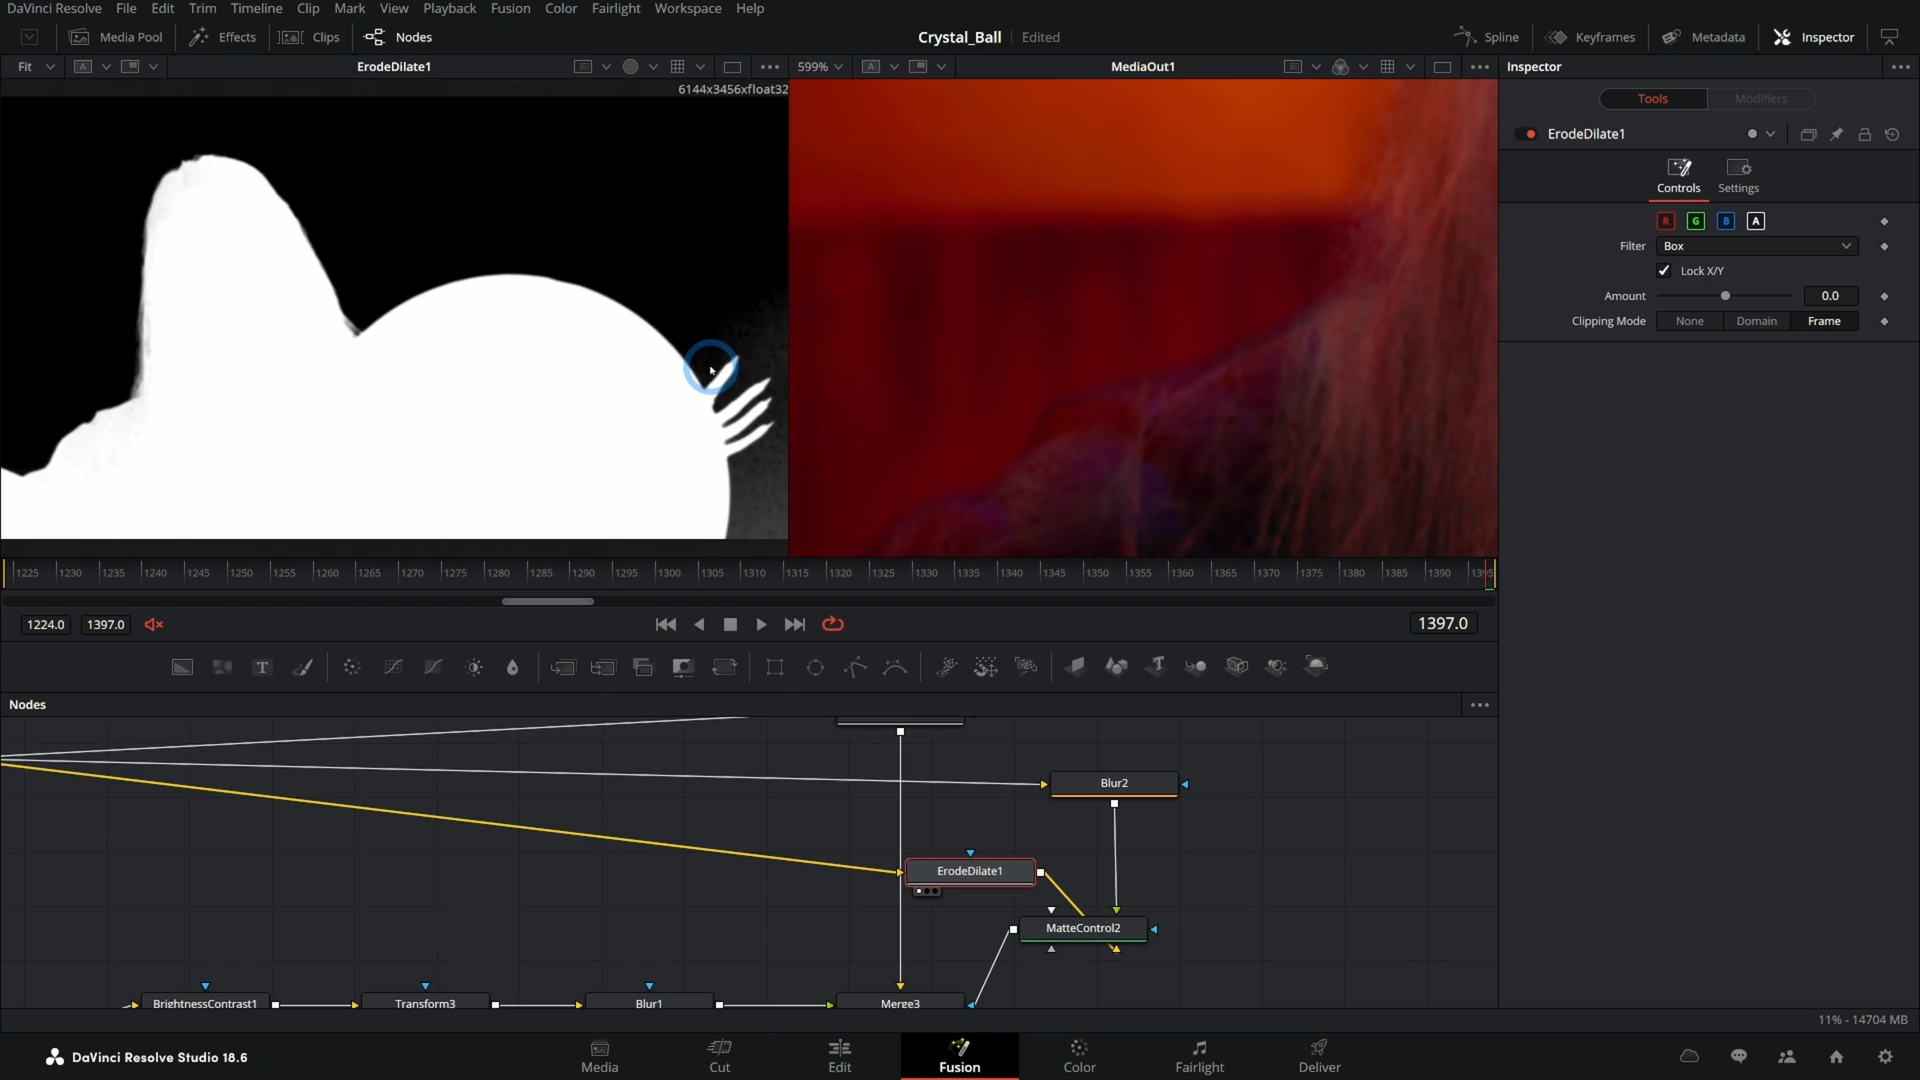 DaVinci Resolve File Edit Trim Timeline Clip Mark View Playback Fusion Color Fairlight Workspace Help
Media Pool Effects Clips Nodes Crystal_Ball Edited Spline Keyframes Metadata Inspector
Fit A ErodeDilate1 599% A MediaOut1 Inspector
6144x3456xfloat32
Tools Modifiers
ErodeDilate1
Controls Settings
R G B A
Filter Box
Lock X/Y
Amount 0.0
Clipping Mode None Domain Frame
1225 1230 1235 1240 1245 1250 1255 1260 1265 1270 1275 1280 1285 1290 1295 1300 1305 1310 1315 1320 1325 1330 1335 1340 1345 1350 1355 1360 1365 1370 1375 1380 1385 1390 1395
1224.0 1397.0 1397.0
T T
Nodes
Blur2
ErodeDilate1
MatteControl2
BrightnessContrast1 Transform3 Blur1 Merge3
11% - 14704 MB
DaVinci Resolve Studio 18.6
Media Cut Edit Fusion Color Fairlight Deliver